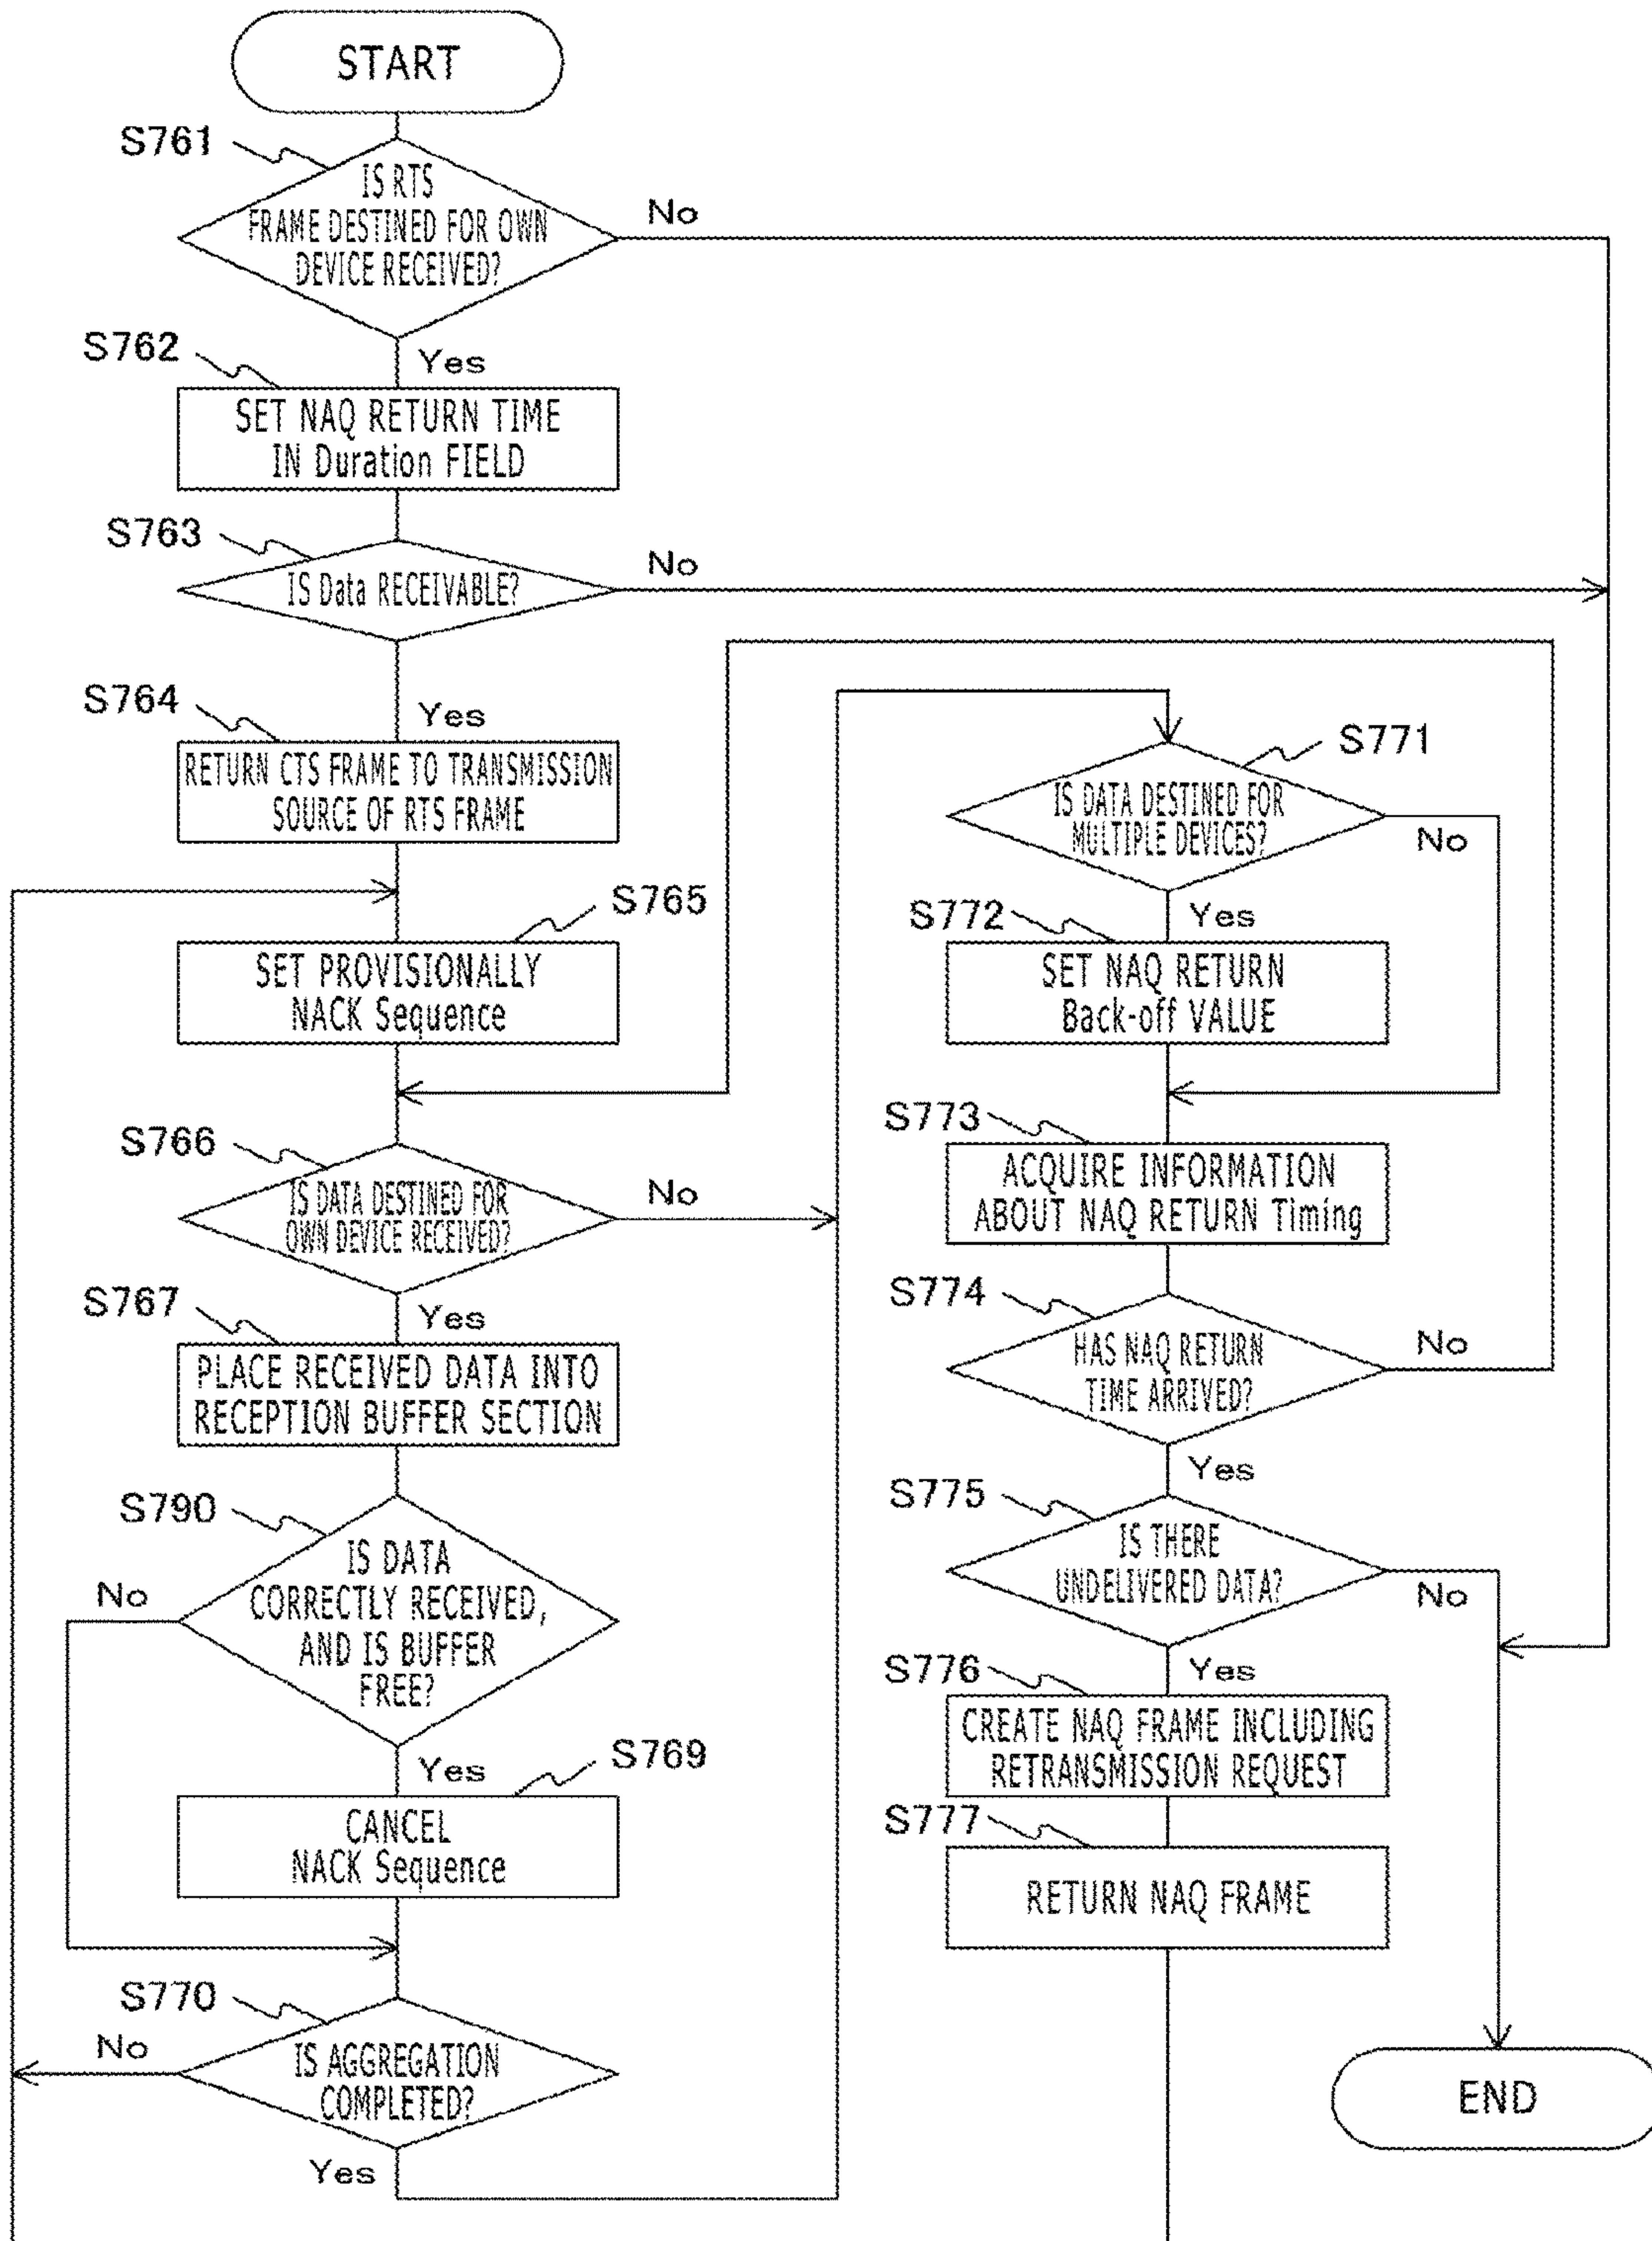 START
S761
IS RTS
FRAME DESTINED FOR OWN
DEVICE RECEIVED?
No
Yes
S762
SET NAQ RETURN TIME
IN Duration FIELD
S763
IS Data RECEIVABLE?
No
Yes
S764
RETURN CTS FRAME TO TRANSMISSION
SOURCE OF RTS FRAME
S765
SET PROVISIONALLY
NACK Sequence
S766
IS DATA DESTINED FOR
OWN DEVICE RECEIVED?
No
Yes
S767
PLACE RECEIVED DATA INTO
RECEPTION BUFFER SECTION
S790
IS DATA
CORRECTLY RECEIVED,
AND IS BUFFER
FREE?
No
Yes
S769
CANCEL
NACK Sequence
S770
IS AGGREGATION
COMPLETED?
No
Yes
S771
IS DATA DESTINED FOR
MULTIPLE DEVICES?
No
Yes
S772
SET NAQ RETURN
Back-off VALUE
S773
ACQUIRE INFORMATION
ABOUT NAQ RETURN Timing
S774
HAS NAQ RETURN
TIME ARRIVED?
No
Yes
S775
IS THERE
UNDELIVERED DATA?
No
Yes
S776
CREATE NAQ FRAME INCLUDING
RETRANSMISSION REQUEST
S777
RETURN NAQ FRAME
END